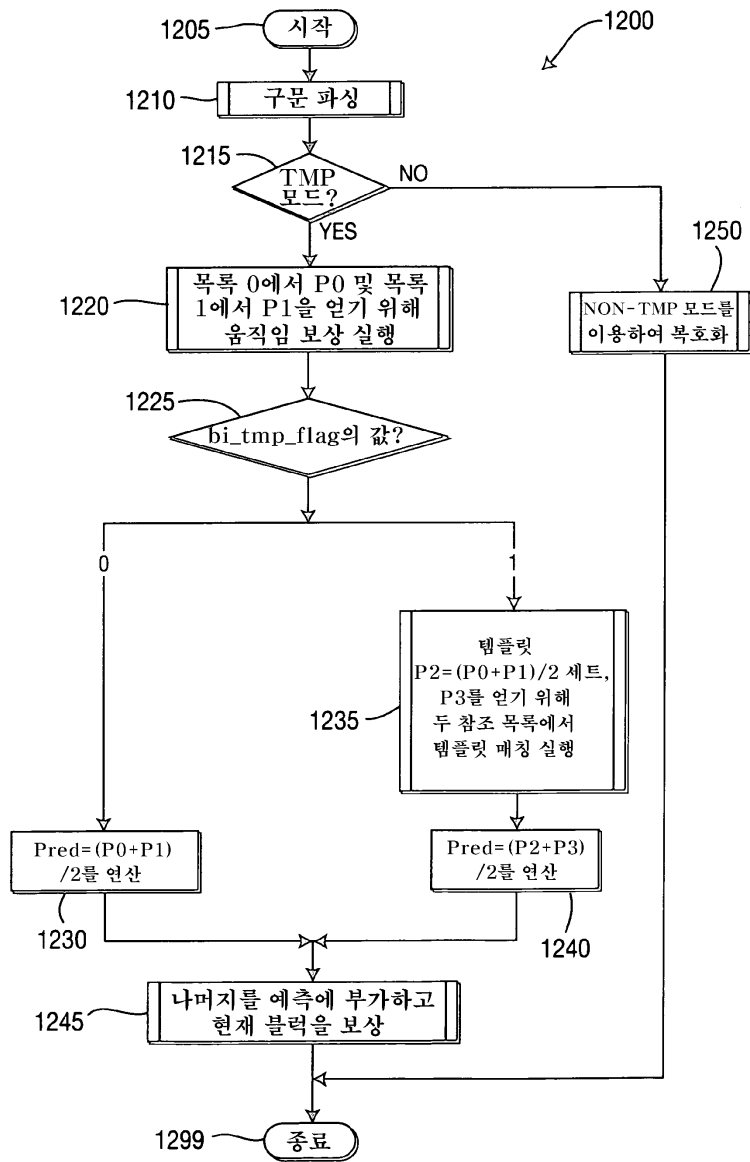 1205
시작
1200
1210
구문 파싱
1215
TMP
모드?
NO
YES
1220
목록 0에서 P0 및 목록
1에서 P1을 얻기 위해
움직임 보상 실행
1250
NON-TMP 모드를
이용하여 복호화
1225
bi_tmp_flag의 값?
0
1
1235
템플릿
P2=(P0+P1)/2 세트,
P3를 얻기 위해
두 참조 목록에서
템플릿 매칭 실행
Pred=(P0+P1)
/2를 연산
1230
Pred=(P2+P3)
/2를 연산
1240
1245
나머지를 예측에 부가하고
현재 블럭을 보상
1299
종료